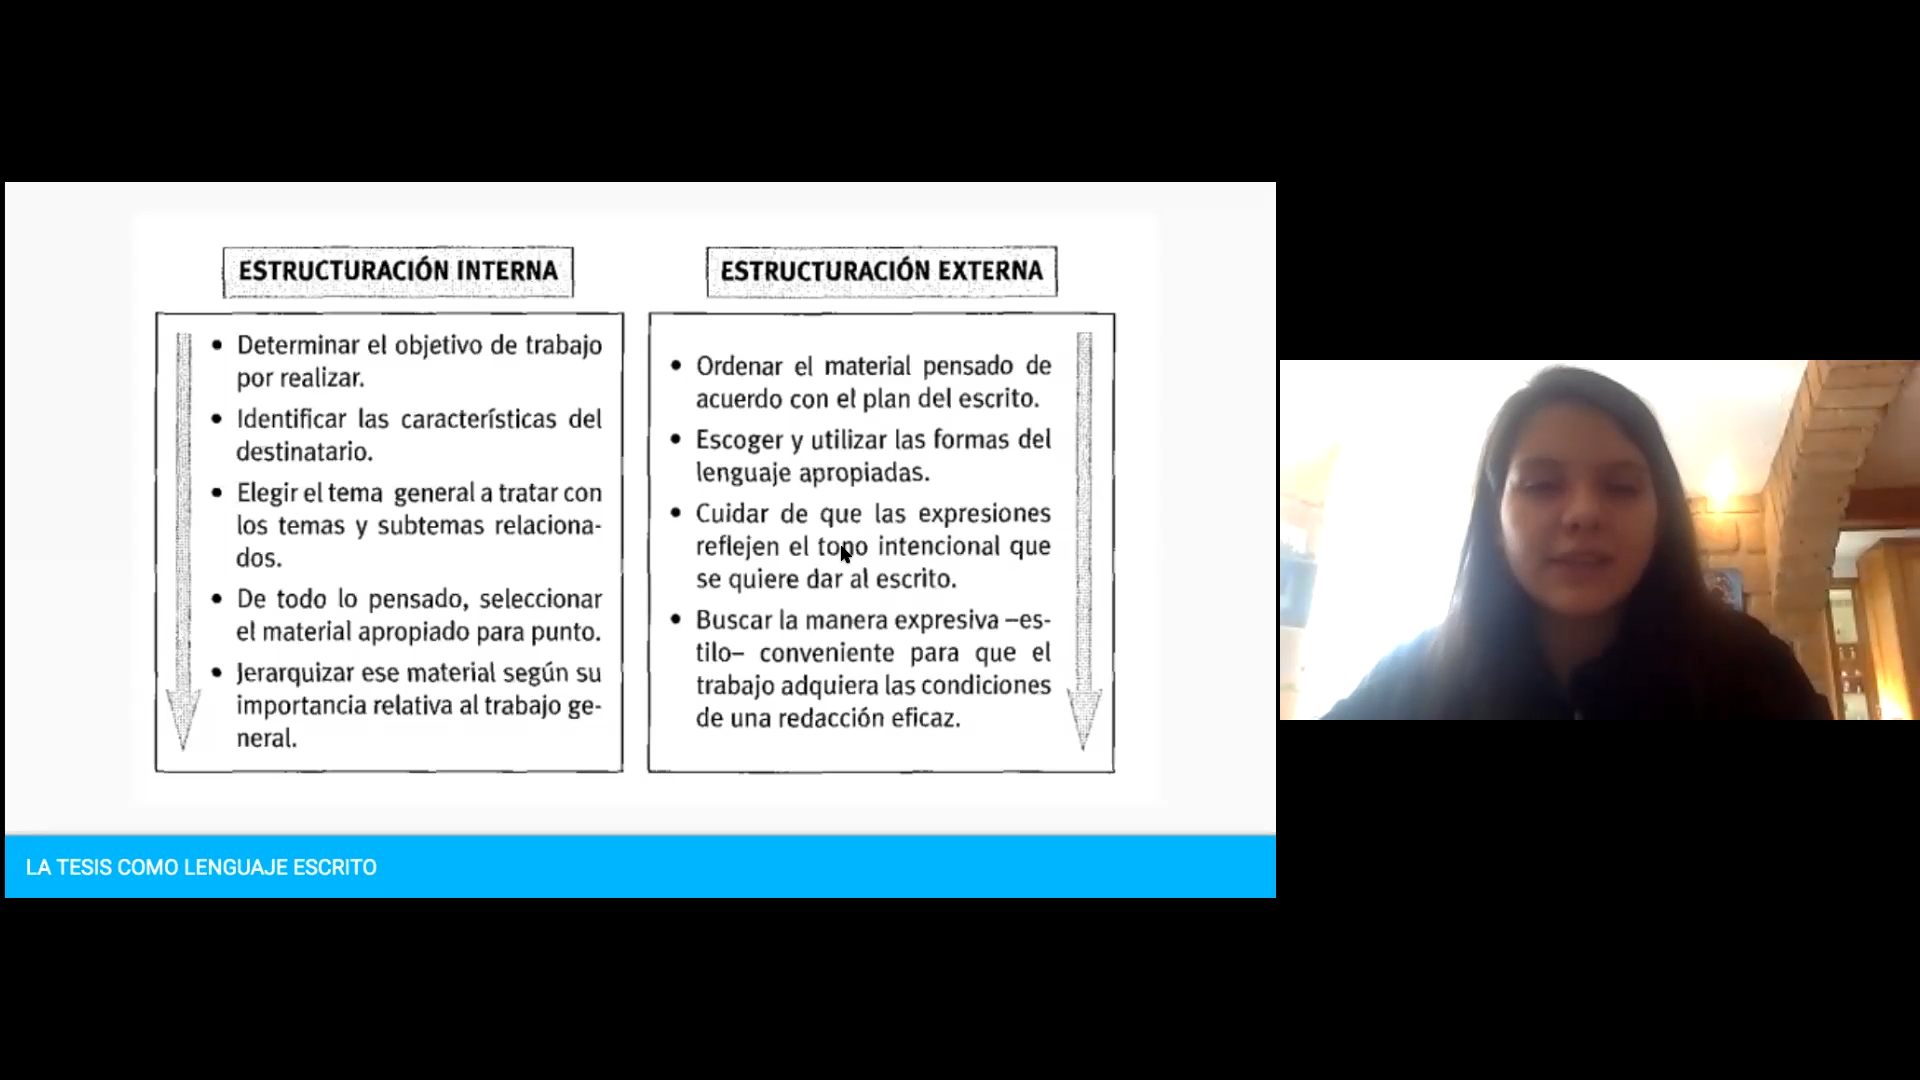 ESTRUCTURACIÓN INTERNA
• Determinar el objetivo de trabajo
por realizar.
• Identificar las características del
destinatario.
• Elegir el tema general a tratar con
los temas y subtemas relaciona-
dos.
• De todo lo pensado, seleccionar
el material apropiado para punto.
• Jerarquizar ese material según su
importancia relativa al trabajo ge-
neral.
ESTRUCTURACIÓN EXTERNA
• Ordenar el material pensado de
acuerdo con el plan del escrito.
• Escoger y utilizar las formas del
lenguaje apropiadas.
• Cuidar de que las expresiones
reflejen el tono intencional que
se quiere dar al escrito.
• Buscar la manera expresiva –es-
tilo– conveniente para que el
trabajo adquiera las condiciones
de una redacción eficaz.
LA TESIS COMO LENGUAJE ESCRITO